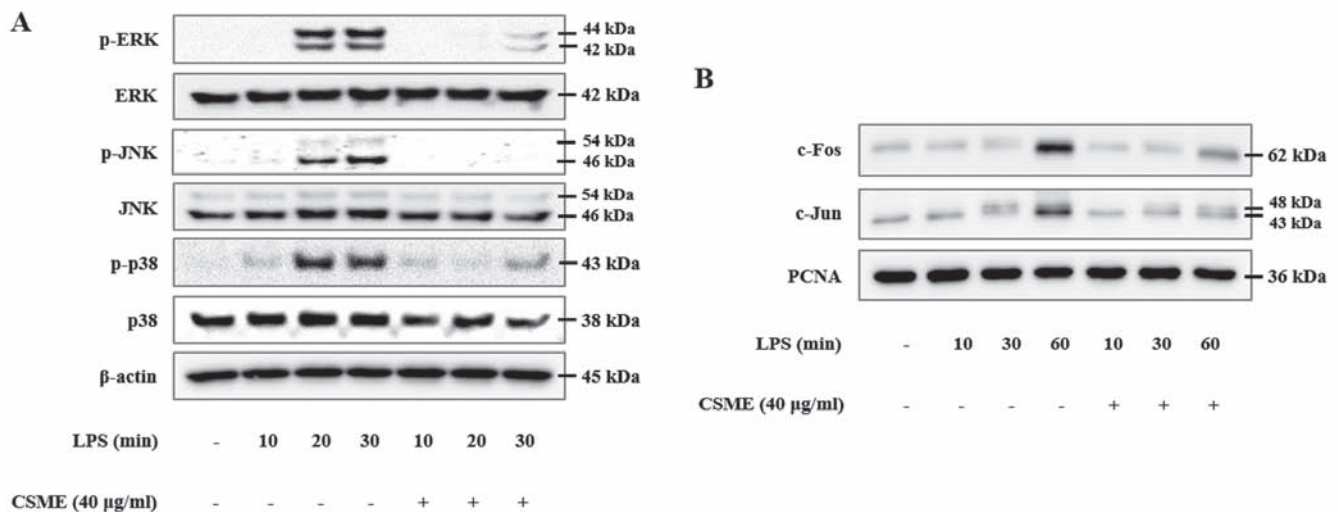 A
p-ERK
44 kDa
42 kDa
ERK
42 kDa
p-JNK
54 kDa
46 kDa
JNK
54 kDa
46 kDa
p-p38
43 kDa
p38
38 kDa
β-actin
45 kDa
LPS (min) - 10 20 30 10 20 30
CSME (40 µg/ml) - - - - + + +
B
c-Fos
62 kDa
c-Jun
48 kDa
43 kDa
PCNA
36 kDa
LPS (min) - 10 30 60 10 30 60
CSME (40 µg/ml) - - - - + + +